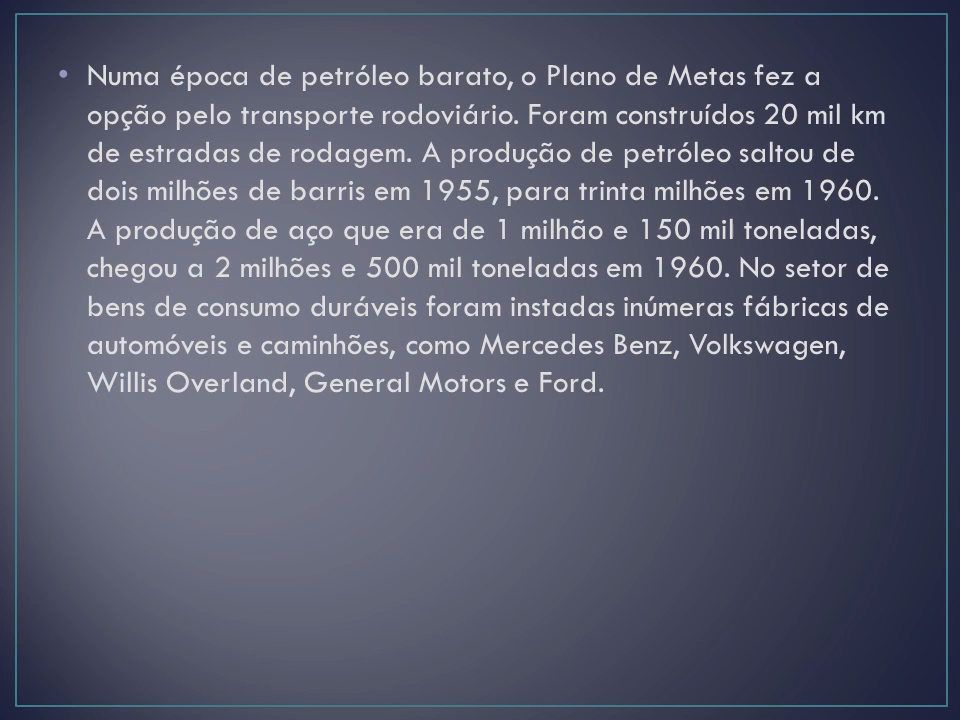 • Numa época de petróleo barato, o Plano de Metas fez a
opção pelo transporte rodoviário. Foram construídos 20 mil km
de estradas de rodagem. A produção de petróleo saltou de
dois milhões de barris em 1955, para trinta milhões em 1960.
A produção de aço que era de 1 milhão e 150 mil toneladas,
chegou a 2 milhões e 500 mil toneladas em 1960. No setor de
bens de consumo duráveis foram instadas inúmeras fábricas de
automóveis e caminhões, como Mercedes Benz, Volkswagen,
Willis Overland, General Motors e Ford.